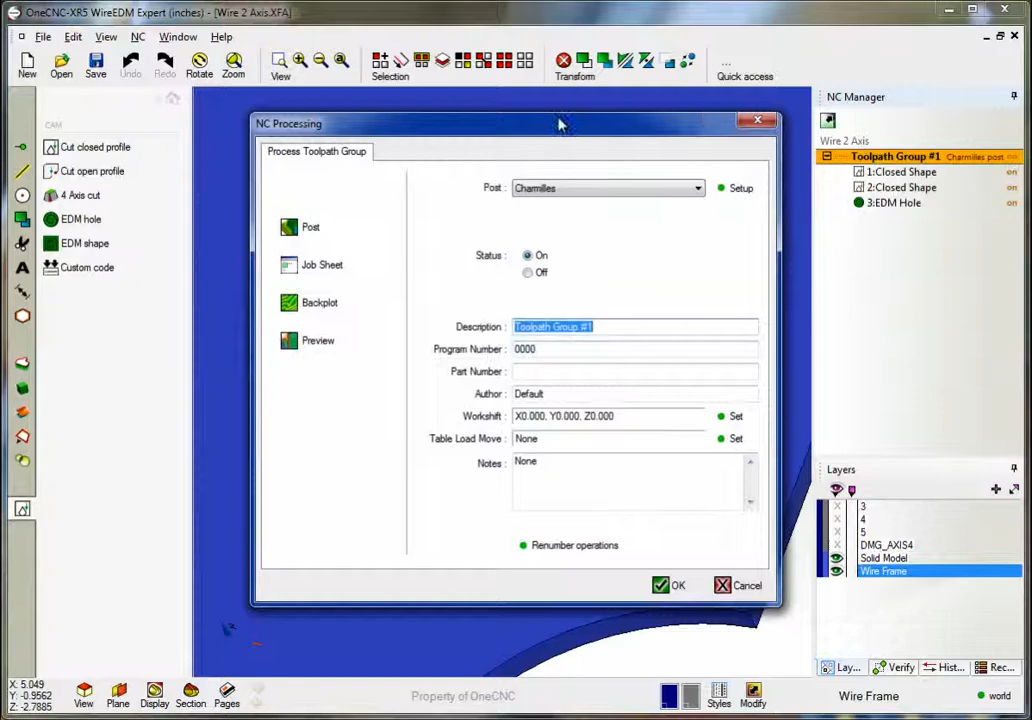 OneCNC-XR5 WireEDM Expert (inches) - [Wire 2 Axis.XFA]
File Edit View NC Window Help
New Open Save Undo Redo Rotate Zoom View Selection Transform Quick access
CAM
Cut closed profile
Cut open profile
4 Axis cut
EDM hole
EDM shape
Custom code
NC Processing
Process Toolpath Group
Post
Job Sheet
Backplot
Preview
Post : Charmilles Setup
Status : On
Off
Description : Toolpath Group #1
Program Number : 0000
Part Number :
Author : Default
Workshift : X0.000, Y0.000, Z0.000 Set
Table Load Move : None Set
Notes : None
Renumber operations
OK Cancel
NC Manager
Wire 2 Axis
Toolpath Group #1 Charmilles post on
1:Closed Shape on
2:Closed Shape on
3:EDM Hole on
Layers
3
4
5
DMG_AXIS4
Solid Model
Wire Frame
Lay... Verify Hist... Rec...
X: 5.049
Y: -0.9562
Z: -2.7885
View Plane Display Section Pages
Property of OneCNC
Styles Modify
Wire Frame
world